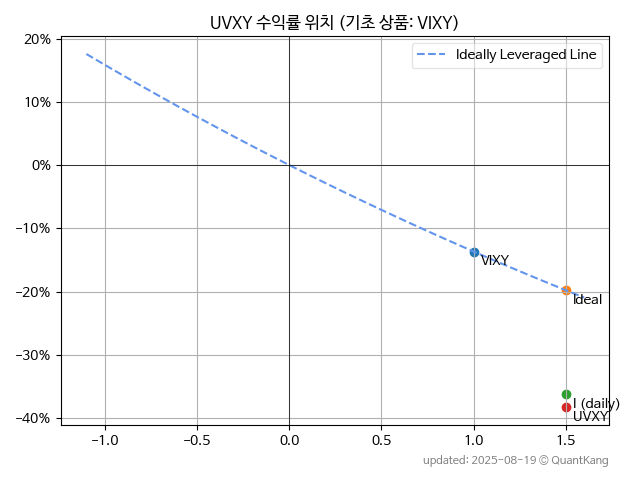 UVXY 수익률 위치 (기초 상품: VIXY)
Ideally Leveraged Line
20%
10%
0%
−10%
−20%
−30%
−40%
VIXY
Ideal
I (daily)
UVXY
−1.0 −0.5 0.0 0.5 1.0 1.5
updated: 2025-08-19 © QuantKang